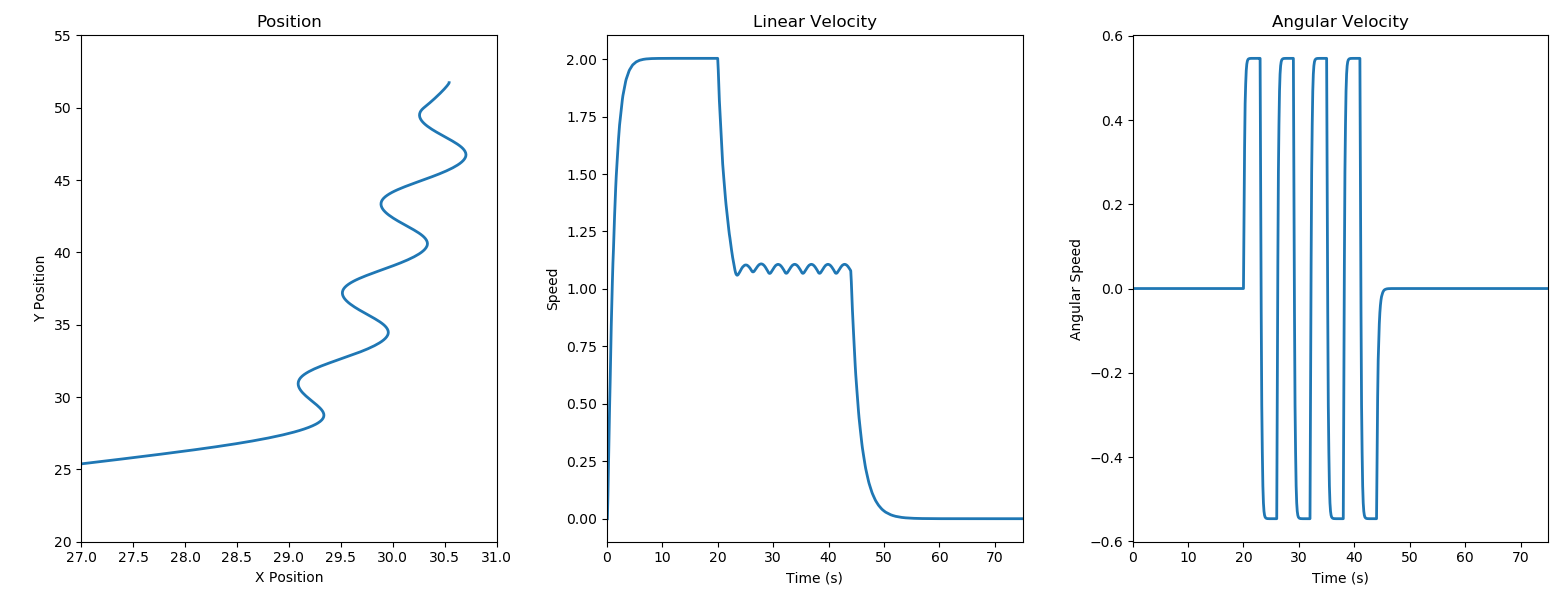 Position
55
50
45
40
35
30
25
20
Y Position
27.0 27.5 28.0 28.5 29.0 29.5 30.0 30.5 31.0
X Position
Linear Velocity
2.00
1.75
1.50
1.25
1.00
0.75
0.50
0.25
0.00
Speed
0 10 20 30 40 50 60 70
Time (s)
Angular Velocity
0.6
0.4
0.2
0.0
−0.2
−0.4
−0.6
Angular Speed
0 10 20 30 40 50 60 70
Time (s)